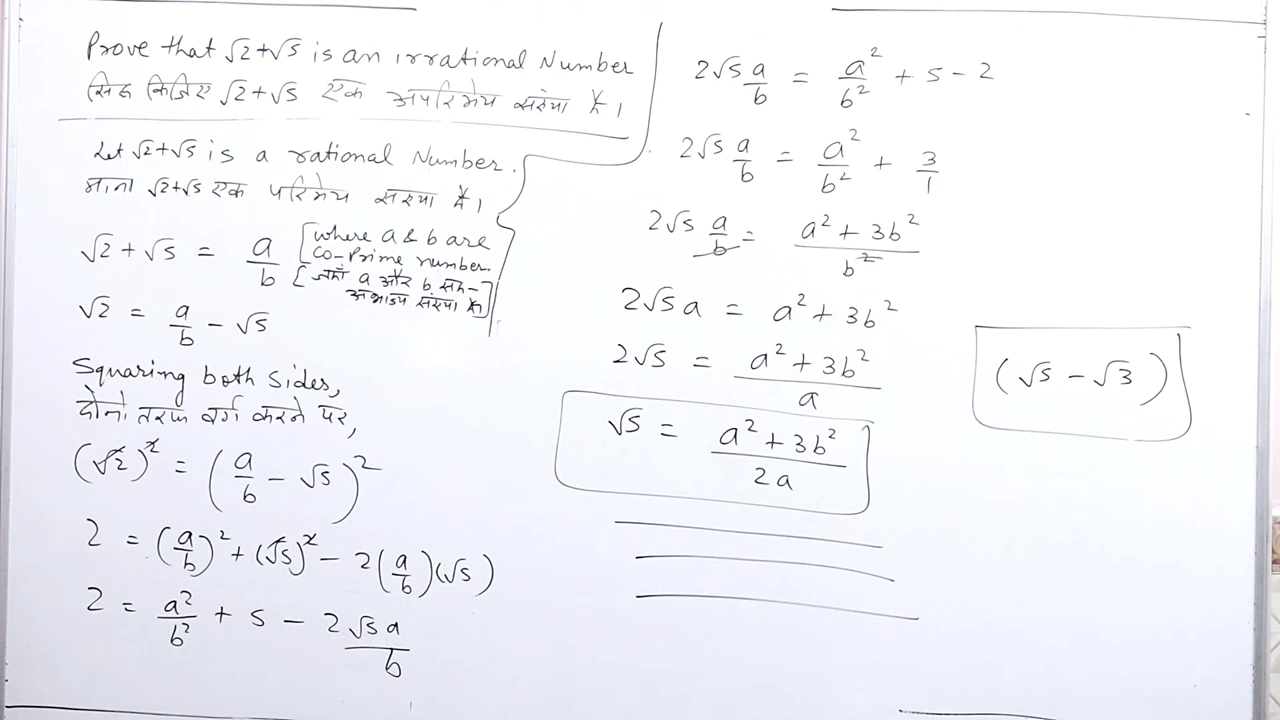 Prove that √2+√5 is an irrational Number
सिद्ध किजिए √2+√5 एक अपरिमेय संख्या है।
Let √2+√5 is a rational Number.
माना √2+√5 एक परिमेय संख्या है।
√2 + √5 = a/b [where a & b are
co-Prime number.
[जहाँ a और b सह-
अभाज्य संख्या है]
√2 = a/b - √5
Squaring both sides,
दोनो तरफ वर्ग करने पर,
(√2)² = (a/b - √5)²
2 = (a/b)² + (√5)² - 2(a/b)(√5)
2 = a²/b² + 5 - 2√5a/b
2√5 a/b = a²/b² + 5 - 2
2√5 a/b = a²/b² + 3/1
2√5 a/b = a² + 3b²/b²
2√5 a = a² + 3b²
2√5 = a² + 3b²/a
√5 = a² + 3b²/2a
(√5 - √3)